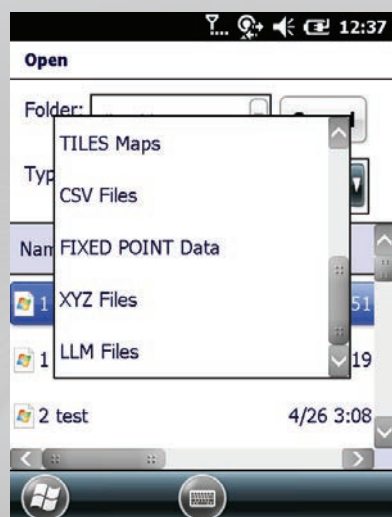 12:37
Open
Folder:
Typ
TILES Maps
CSV Files
Nam
FIXED POINT Data
XYZ Files
1
51
LLM Files
1
19
2 test
4/26 3:08